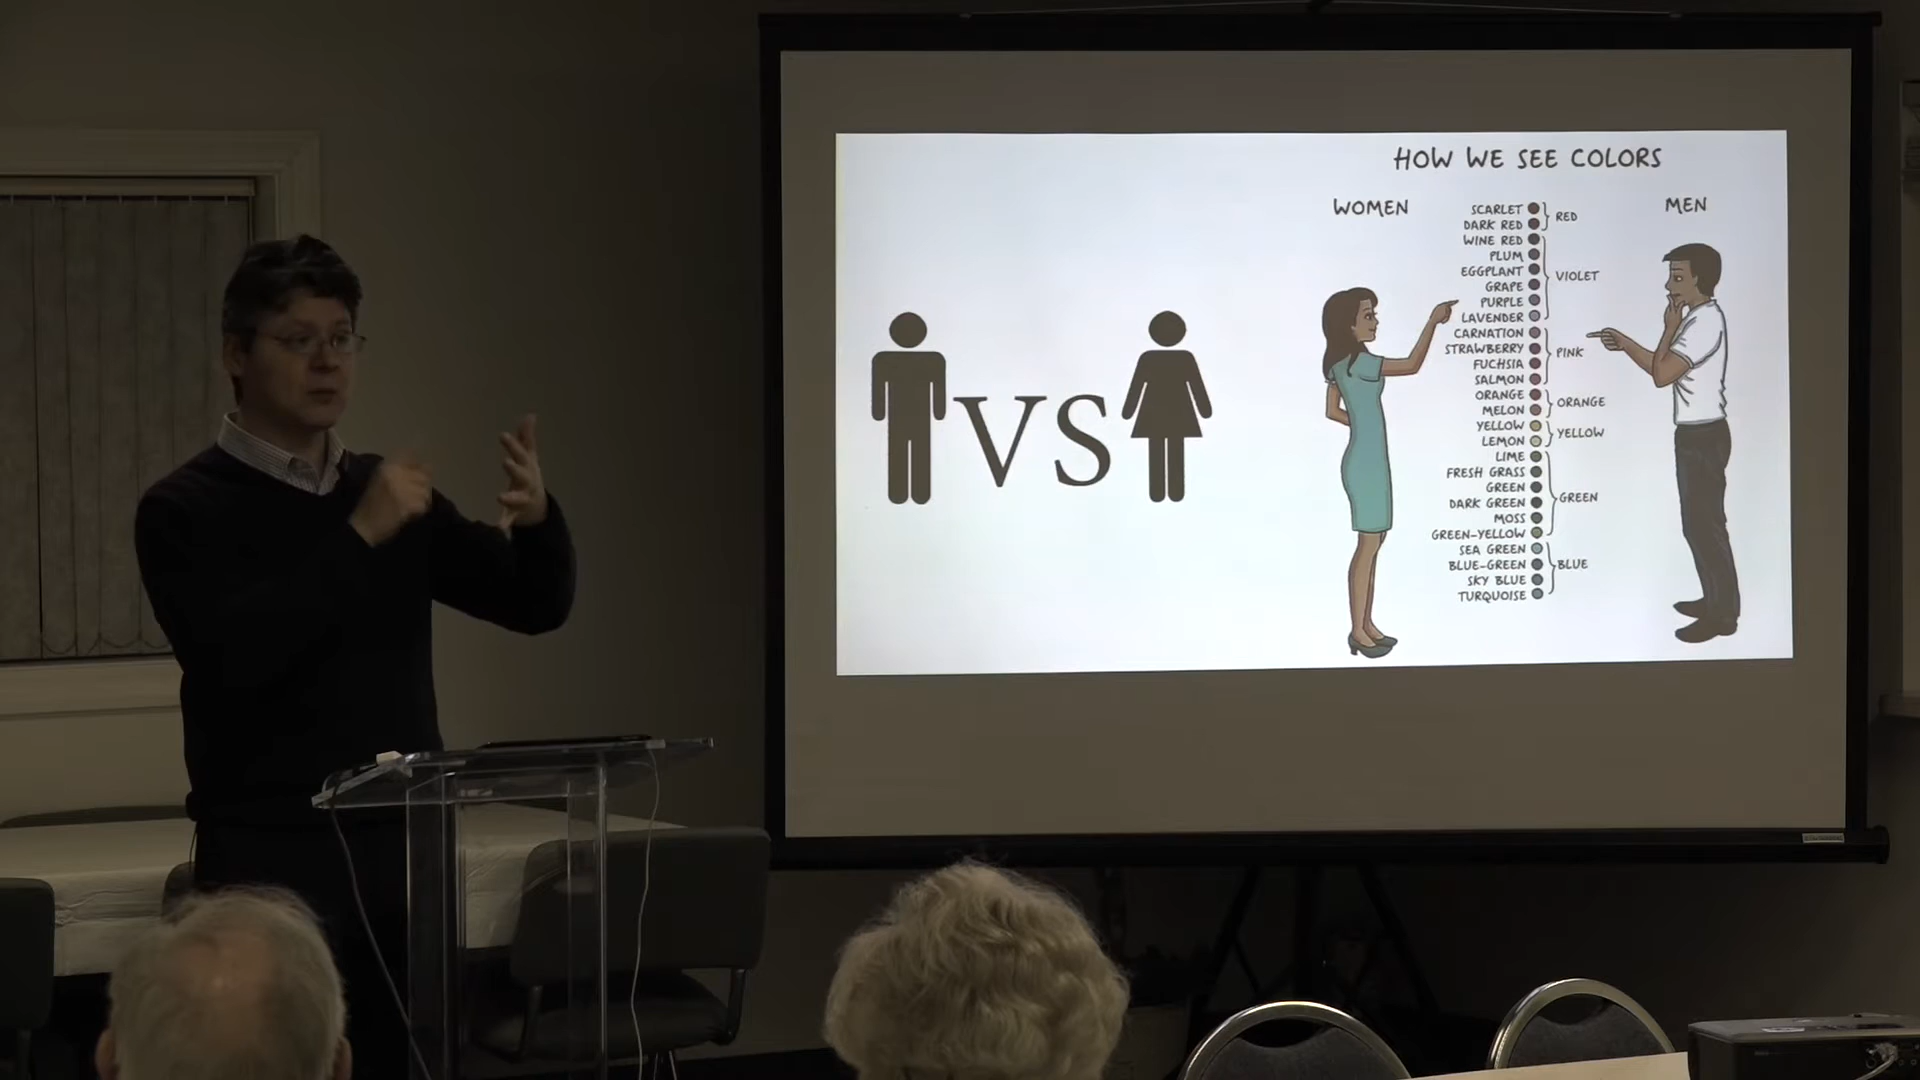 HOW WE SEE COLORS
WOMEN
MEN
VS
SCARLET
DARK RED
RED
WINE RED
PLUM
EGGPLANT
GRAPE
PURPLE
LAVENDER
VIOLET
CARNATION
STRAWBERRY
FUCHSIA
SALMON
PINK
ORANGE
MELON
ORANGE
YELLOW
LEMON
YELLOW
LIME
FRESH GRASS
GREEN
DARK GREEN
MOSS
GREEN-YELLOW
GREEN
SEA GREEN
BLUE-GREEN
SKY BLUE
TURQUOISE
BLUE